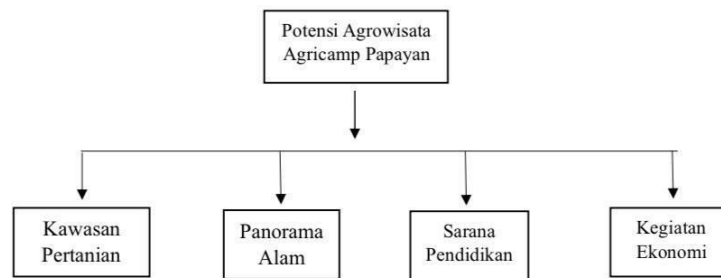 Potensi Agrowisata
Agricamp Papayan
Kawasan
Pertanian
Panorama
Alam
Sarana
Pendidikan
Kegiatan
Ekonomi